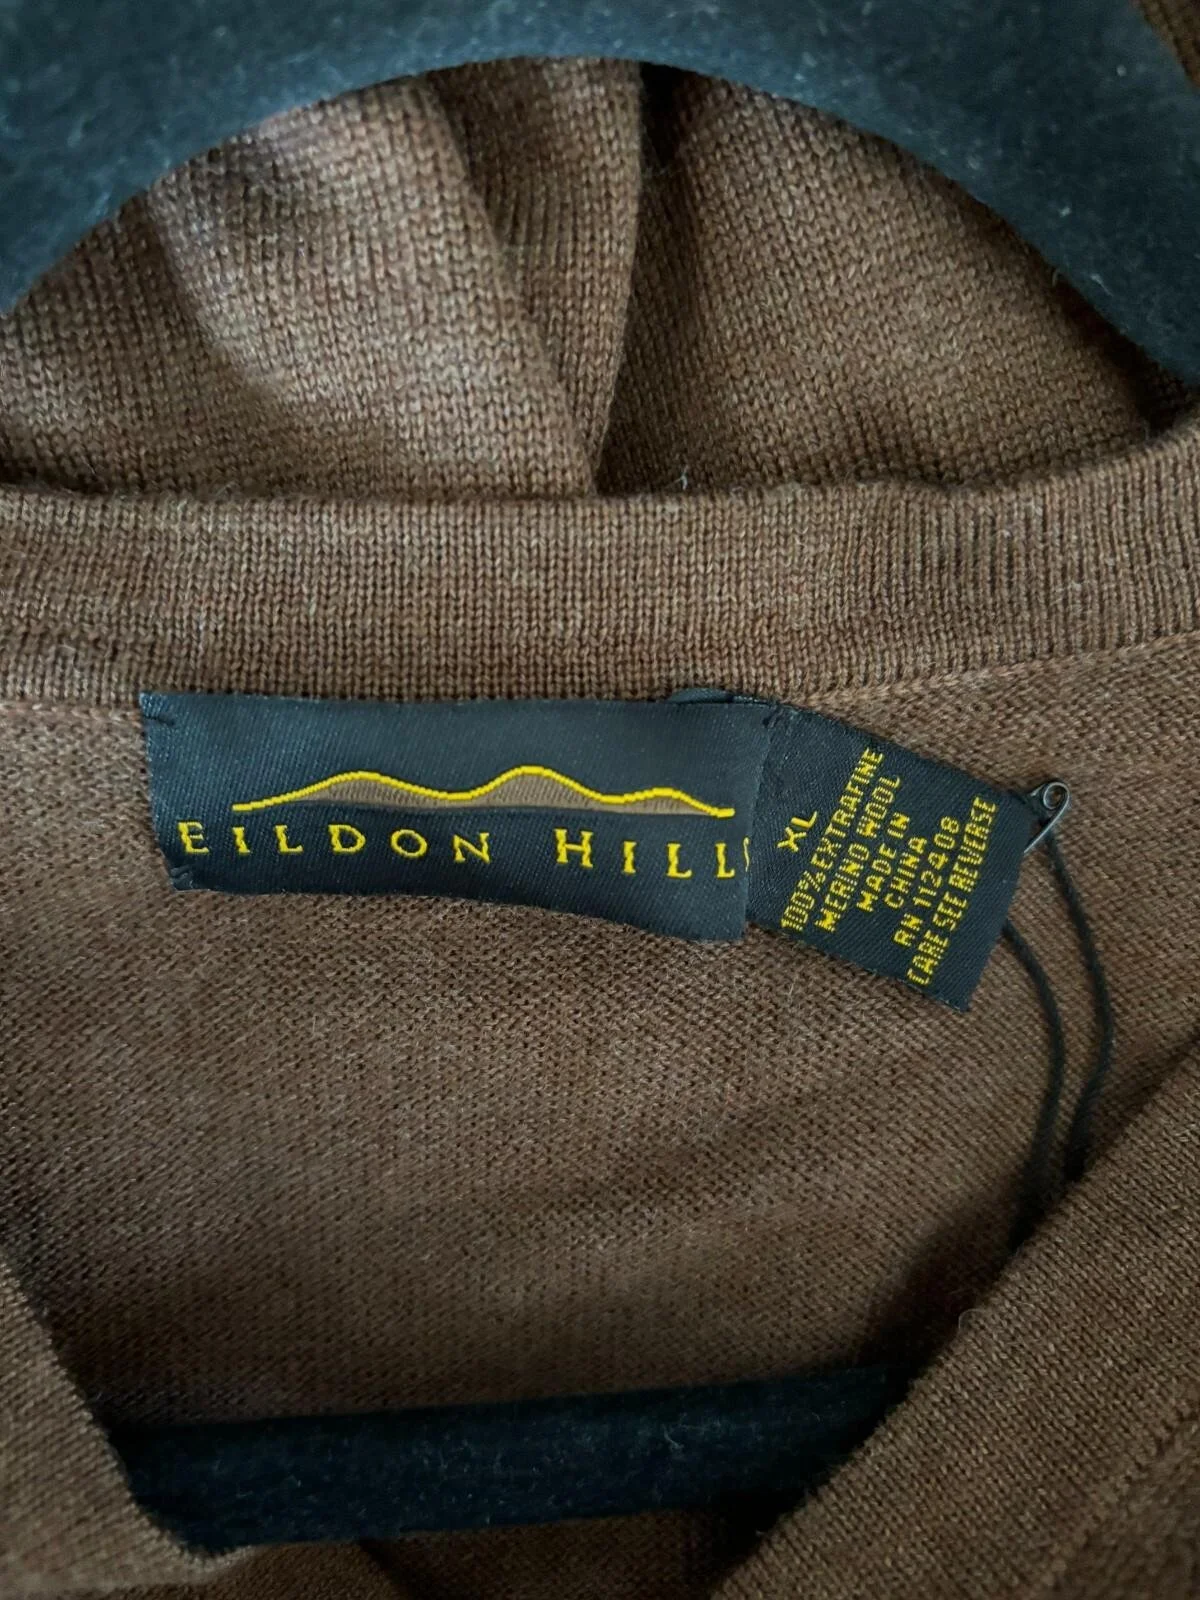 EILDON HILLS
XL
100% EXTRAFINE
MERINO WOOL
MADE IN
CHINA
RN 112408
CARE SEE REVERSE